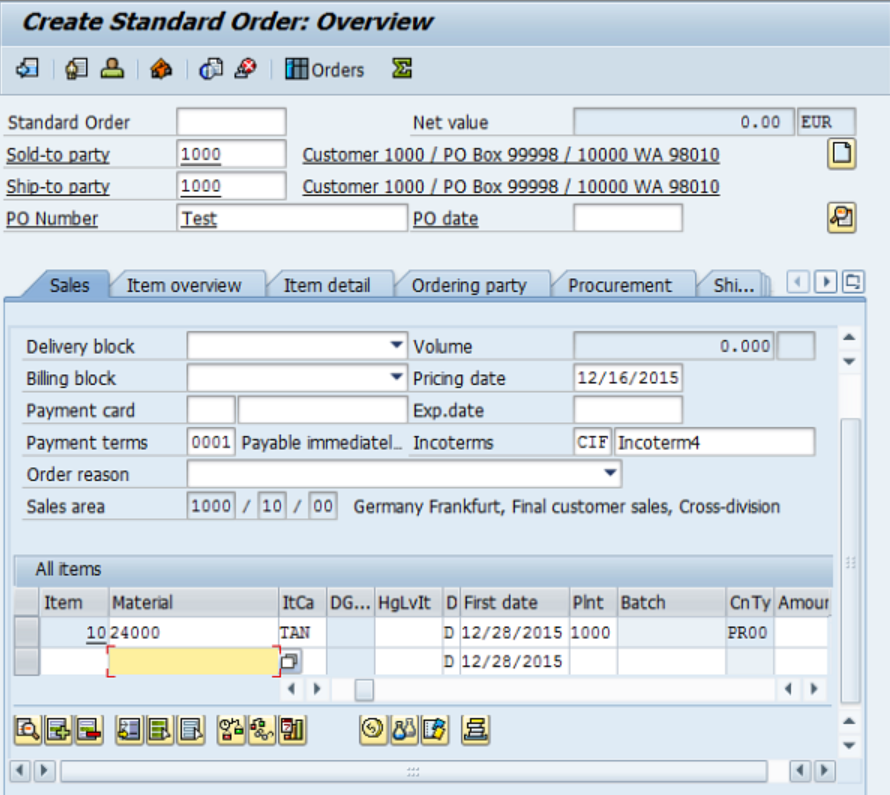 Create Standard Order: Overview
Orders
Standard Order Net value 0.00 EUR
Sold-to party 1000 Customer 1000 / PO Box 99998 / 10000 WA 98010
Ship-to party 1000 Customer 1000 / PO Box 99998 / 10000 WA 98010
PO Number Test PO date
Sales Item overview Item detail Ordering party Procurement Shi...
Delivery block Volume 0.000
Billing block Pricing date 12/16/2015
Payment card Exp.date
Payment terms 0001 Payable immediatel... Incoterms CIF Incoterm4
Order reason
Sales area 1000 / 10 / 00 Germany Frankfurt, Final customer sales, Cross-division
All items
Item Material ItCa DG... HgLvIt D First date Plnt Batch CnTy Amour
10 24000 TAN D 12/28/2015 1000 PR00
D 12/28/2015